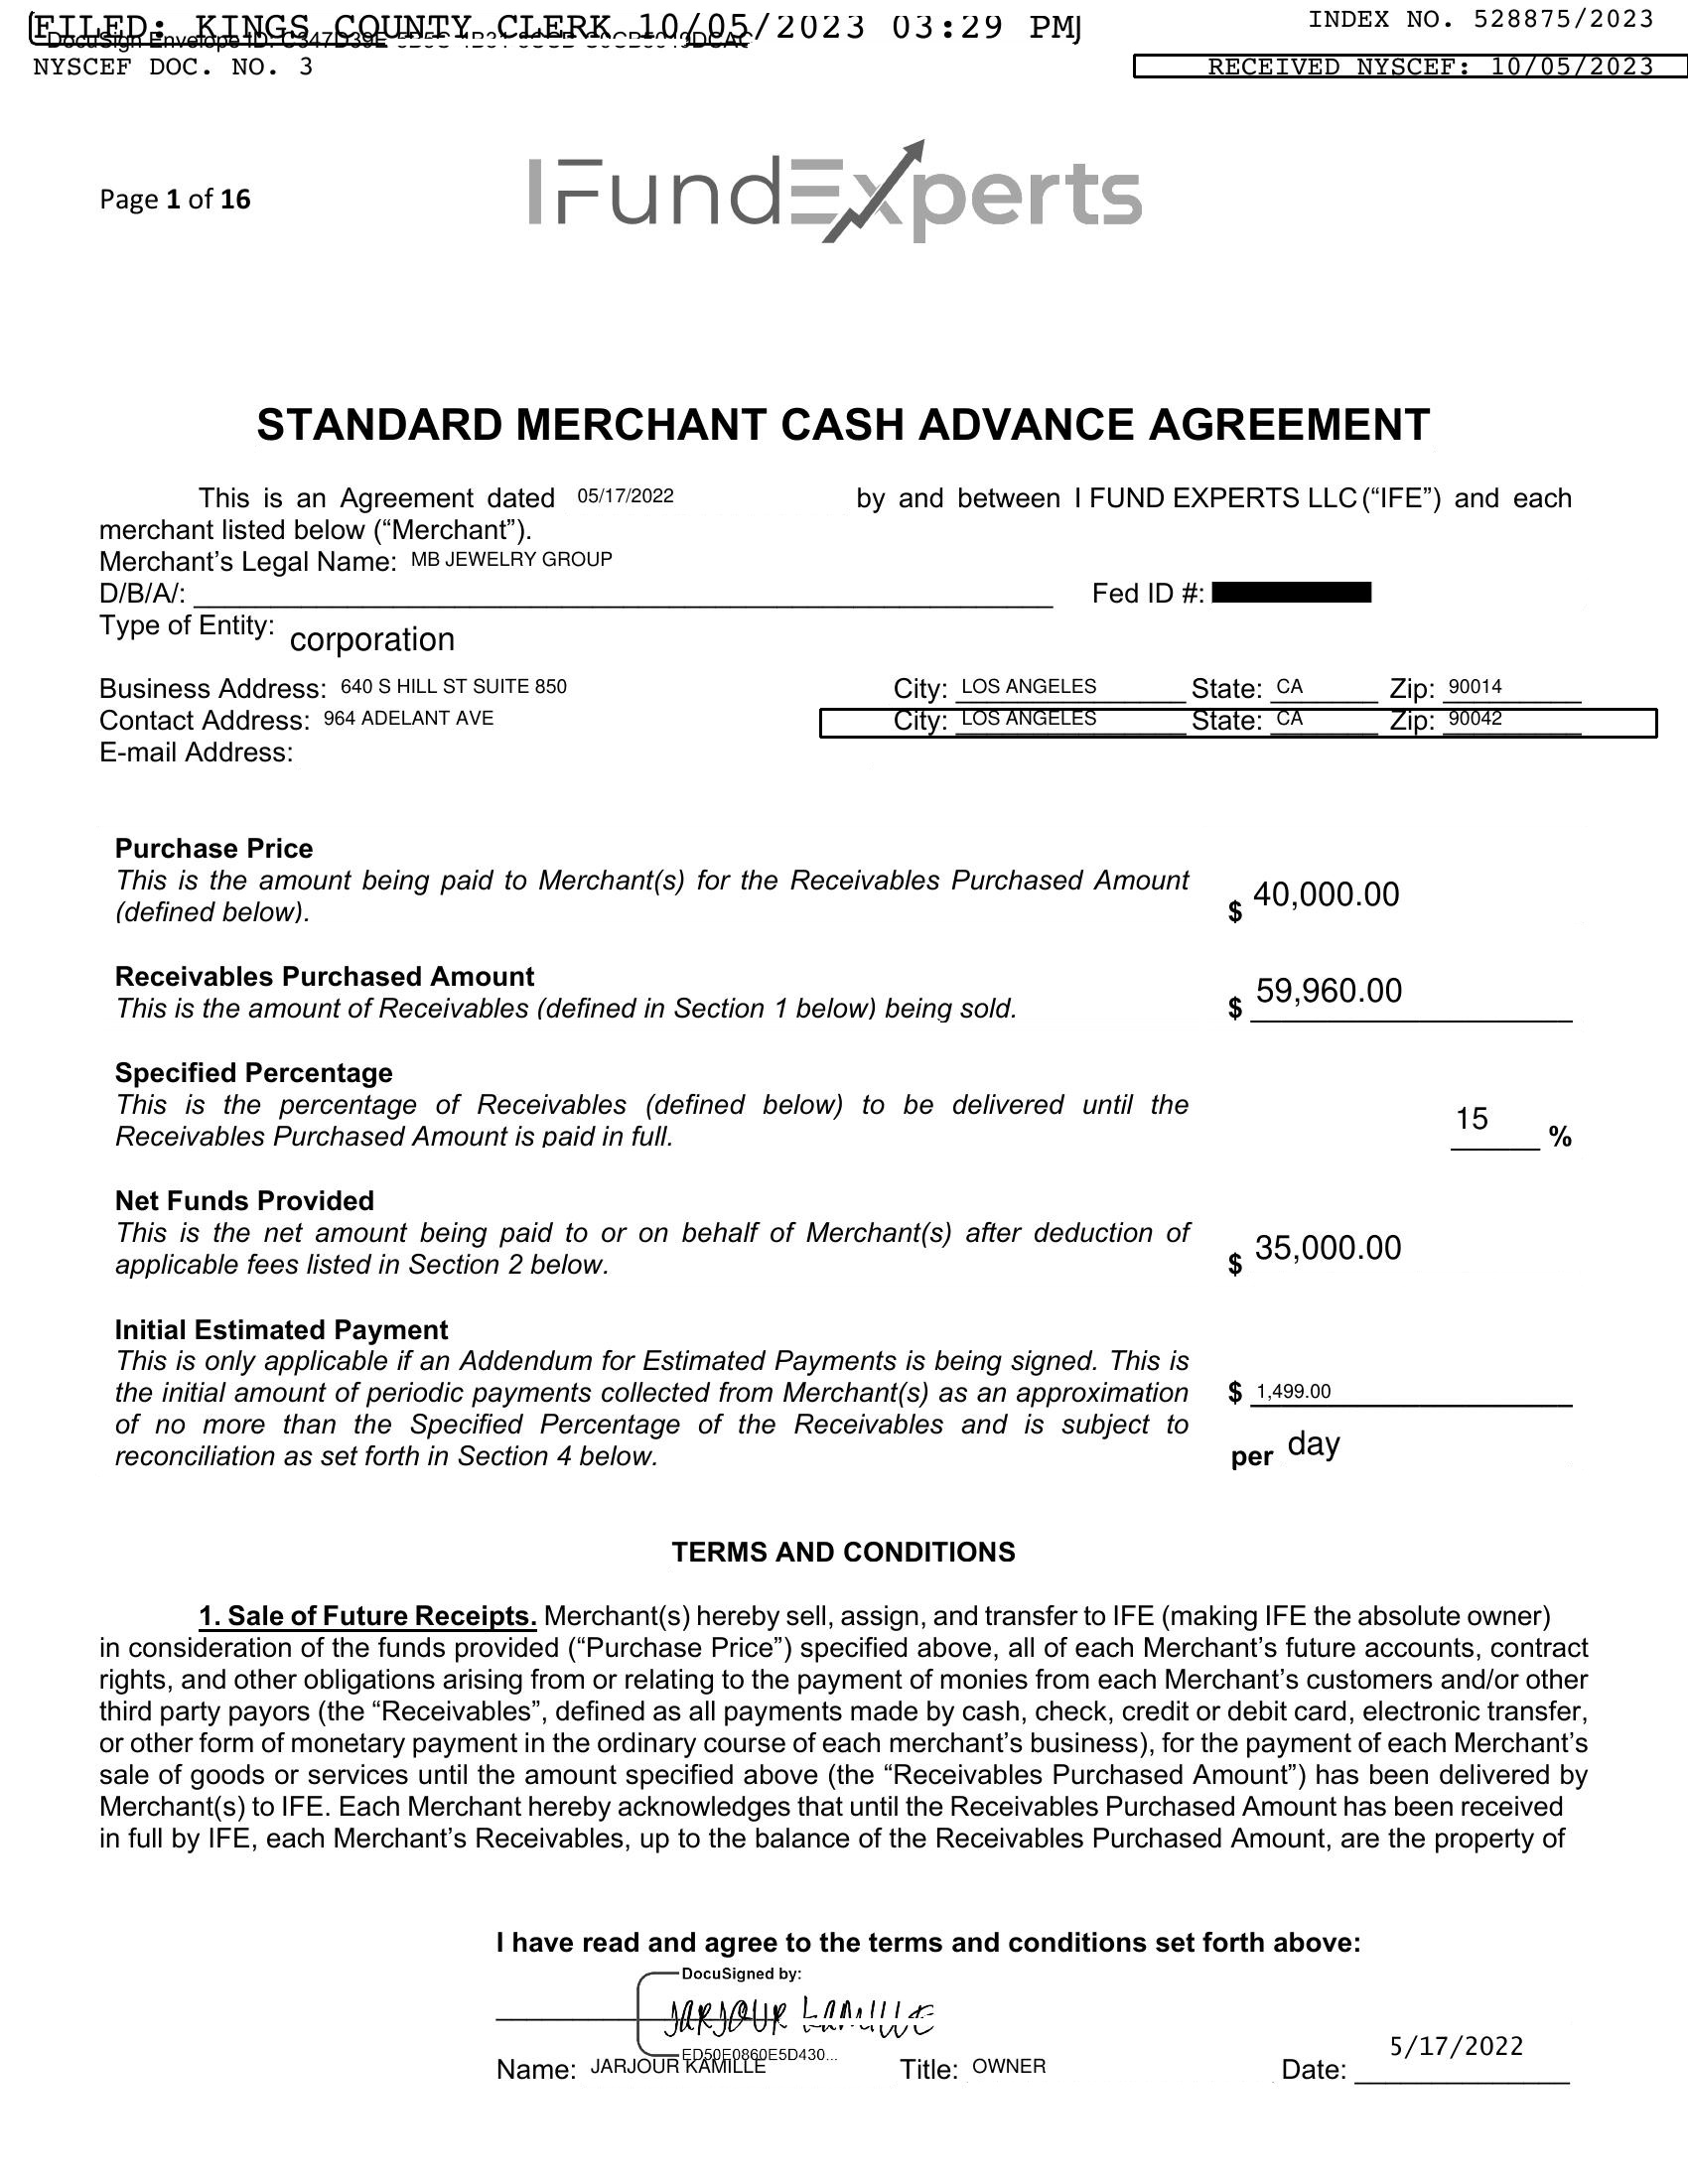 FILED: KINGS COUNTY CLERK 10/05/2023 03:29 PM
INDEX NO. 528875/2023
DocuSign Envelope ID:
NYSCEF DOC. NO. 3
RECEIVED NYSCEF: 10/05/2023
Page 1 of 16
IFundExperts
STANDARD MERCHANT CASH ADVANCE AGREEMENT
This is an Agreement dated 05/17/2022 by and between I FUND EXPERTS LLC (“IFE”) and each
merchant listed below (“Merchant”).
Merchant’s Legal Name: MB JEWELRY GROUP
D/B/A/: Fed ID #:
Type of Entity: corporation
Business Address: 640 S HILL ST SUITE 850 City: LOS ANGELES State: CA Zip: 90014
Contact Address: 964 ADELANT AVE City: LOS ANGELES State: CA Zip: 90042
E-mail Address:
Purchase Price
This is the amount being paid to Merchant(s) for the Receivables Purchased Amount
(defined below).
$ 40,000.00
Receivables Purchased Amount
This is the amount of Receivables (defined in Section 1 below) being sold.
$ 59,960.00
Specified Percentage
This is the percentage of Receivables (defined below) to be delivered until the
Receivables Purchased Amount is paid in full.
15 %
Net Funds Provided
This is the net amount being paid to or on behalf of Merchant(s) after deduction of
applicable fees listed in Section 2 below.
$ 35,000.00
Initial Estimated Payment
This is only applicable if an Addendum for Estimated Payments is being signed. This is
the initial amount of periodic payments collected from Merchant(s) as an approximation
of no more than the Specified Percentage of the Receivables and is subject to
reconciliation as set forth in Section 4 below.
$ 1,499.00
per day
TERMS AND CONDITIONS
1. Sale of Future Receipts. Merchant(s) hereby sell, assign, and transfer to IFE (making IFE the absolute owner)
in consideration of the funds provided (“Purchase Price”) specified above, all of each Merchant’s future accounts, contract
rights, and other obligations arising from or relating to the payment of monies from each Merchant’s customers and/or other
third party payors (the “Receivables”, defined as all payments made by cash, check, credit or debit card, electronic transfer,
or other form of monetary payment in the ordinary course of each merchant’s business), for the payment of each Merchant’s
sale of goods or services until the amount specified above (the “Receivables Purchased Amount”) has been delivered by
Merchant(s) to IFE. Each Merchant hereby acknowledges that until the Receivables Purchased Amount has been received
in full by IFE, each Merchant’s Receivables, up to the balance of the Receivables Purchased Amount, are the property of
I have read and agree to the terms and conditions set forth above:
DocuSigned by:
JARJOUR KAMILLE
ED50E0860E5D430...
Name: JARJOUR KAMILLE Title: OWNER Date: 5/17/2022